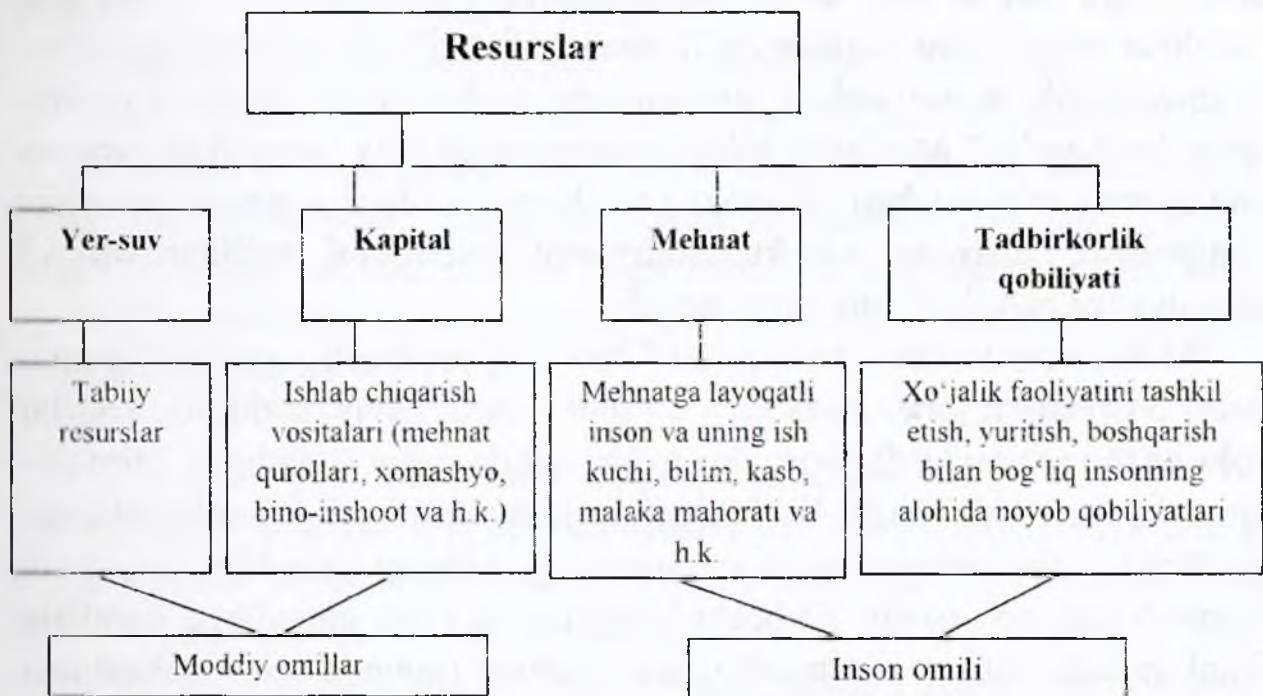 Resurslar
Yer-suv
Kapital
Mehnat
Tadbirkorlik
qobiliyati
Tabiiy
resurslar
Ishlab chiqarish
vositalari (mehnat
qurollari, xomashyo,
bino-inshoot va h.k.)
Mehnatga layoqatli
inson va uning ish
kuchi, bilim, kasb,
malaka mahorati va
h.k.
Xo‘jalik faoliyatini tashkil
etish, yuritish, boshqarish
bilan bog‘liq insonning
alohida noyob qobiliyatlari
Moddiy omillar
Inson omili